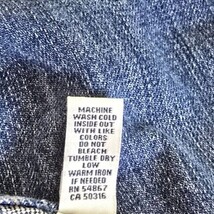 MACHINE
WASH COLD
INSIDE OUT
WITH LIKE
COLORS
DO NOT
BLEACH
TUMBLE DRY
LOW
WARM IRON
IF NEEDED
RN 54867
CA 50316